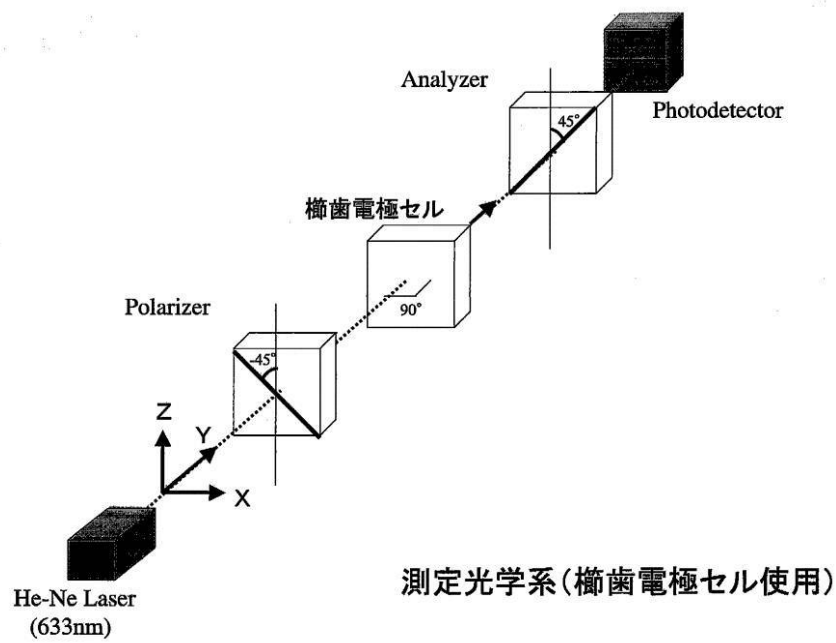 Analyzer
45°
Photodetector
櫛歯電極セル
90°
Polarizer
-45°
Z
Y
X
He-Ne Laser
(633nm)
測定光学系(櫛歯電極セル使用)